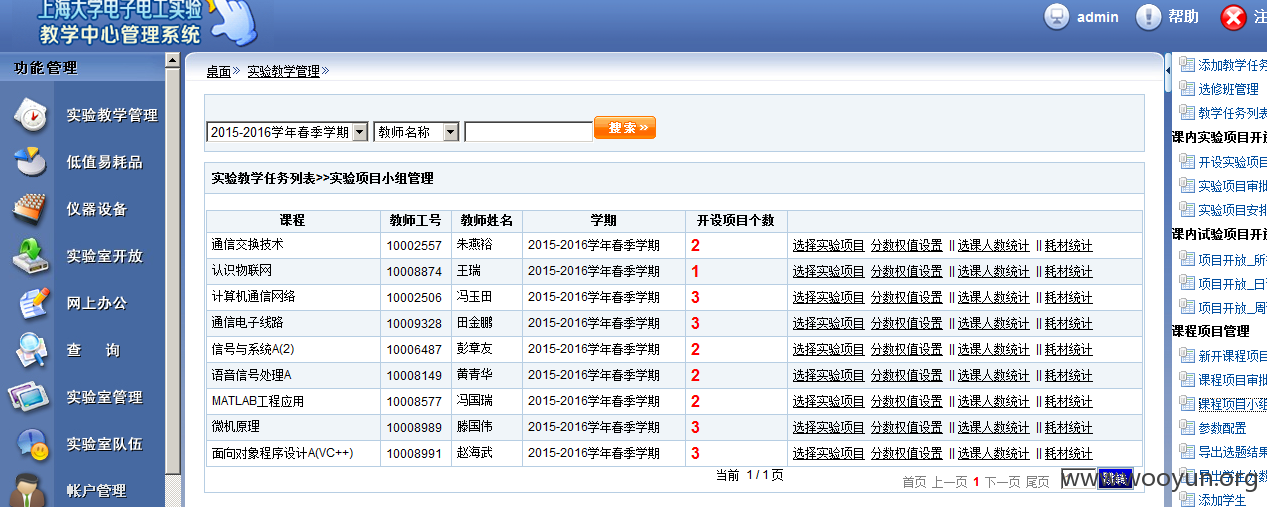 上海大学电子电工实验
教学中心管理系统
admin 帮助 注
功能管理
实验教学管理
低值易耗品
仪器设备
实验室开放
网上办公
查 询
实验室管理
实验室队伍
帐户管理
桌面» 实验教学管理»
2015-2016学年春季学期 教师名称 搜索 »
实验教学任务列表>>实验项目小组管理
课程 教师工号 教师姓名 学期 开设项目个数
通信交换技术 10002557 朱燕裕 2015-2016学年春季学期 2 选择实验项目 分数权值设置 || 选课人数统计 || 耗材统计
认识物联网 10008874 王瑞 2015-2016学年春季学期 1 选择实验项目 分数权值设置 || 选课人数统计 || 耗材统计
计算机通信网络 10002506 冯玉田 2015-2016学年春季学期 3 选择实验项目 分数权值设置 || 选课人数统计 || 耗材统计
通信电子线路 10009328 田金鹏 2015-2016学年春季学期 3 选择实验项目 分数权值设置 || 选课人数统计 || 耗材统计
信号与系统A(2) 10006487 彭章友 2015-2016学年春季学期 2 选择实验项目 分数权值设置 || 选课人数统计 || 耗材统计
语音信号处理A 10008149 黄青华 2015-2016学年春季学期 2 选择实验项目 分数权值设置 || 选课人数统计 || 耗材统计
MATLAB工程应用 10008577 冯国瑞 2015-2016学年春季学期 2 选择实验项目 分数权值设置 || 选课人数统计 || 耗材统计
微机原理 10008989 滕国伟 2015-2016学年春季学期 3 选择实验项目 分数权值设置 || 选课人数统计 || 耗材统计
面向对象程序设计A(VC++) 10008991 赵海武 2015-2016学年春季学期 3 选择实验项目 分数权值设置 || 选课人数统计 || 耗材统计
当前 1 / 1 页
首页 上一页 1 下一页 尾页 跳转
添加教学任务
选修班管理
教学任务列表
课内实验项目开放
开设实验项目
实验项目审批
实验项目安排
课内试验项目开放
项目开放_所
项目开放_日
项目开放_周
课程项目管理
新开课程项目
课程项目审批
课程项目小组
参数配置
导出选题结果
导出学生分数
添加学生
www.wooyun.org